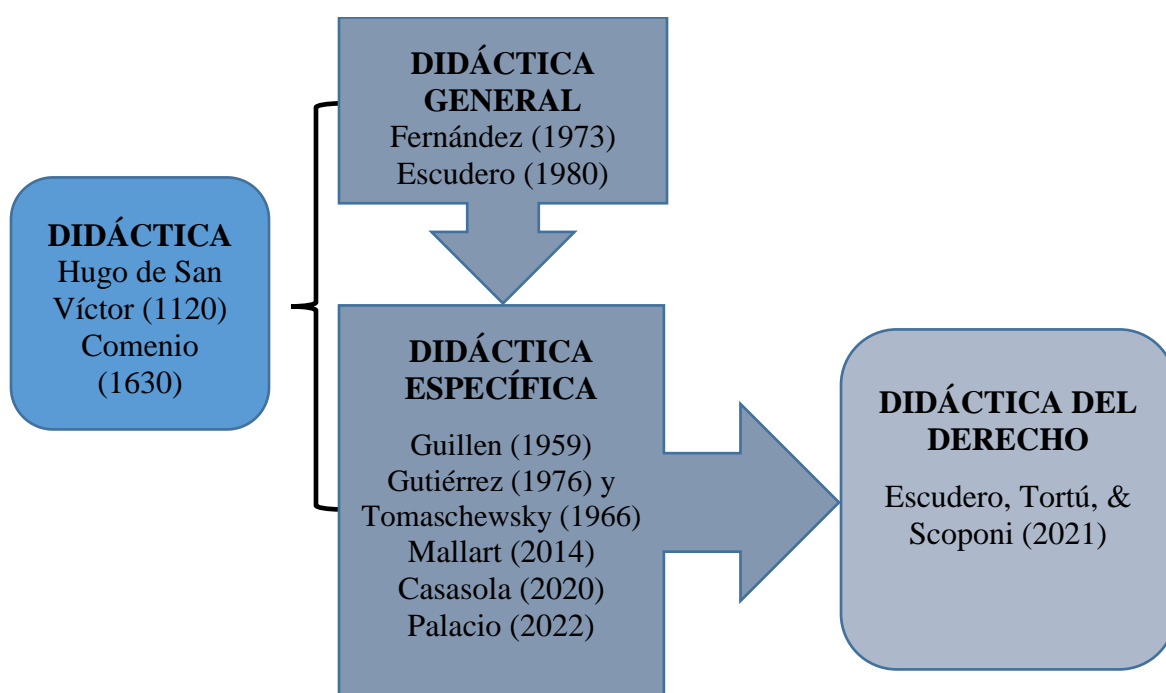 DIDÁCTICA
Hugo de San
Víctor (1120)
Comenio
(1630)
DIDÁCTICA
GENERAL
Fernández (1973)
Escudero (1980)
DIDÁCTICA
ESPECÍFICA
Guillen (1959)
Gutiérrez (1976) y
Tomaschewsky (1966)
Mallart (2014)
Casasola (2020)
Palacio (2022)
DIDÁCTICA DEL
DERECHO
Escudero, Tortú, &
Scoponi (2021)